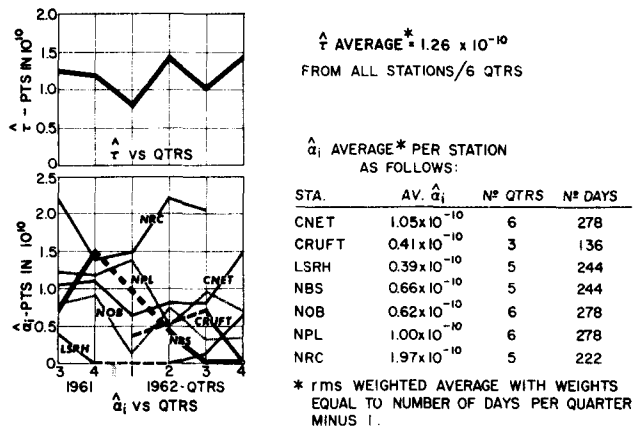 2.0
1.5
1.0
0.5
0
τ̂ – PTS IN 10¹⁰
τ̂ VS QTRS
2.5
2.0
1.5
1.0
0.5
0
α̂ᵢ-PTS IN 10¹⁰
NRC
NPL
CNET
NOB
CRUFT
NBS
LSRH
3 4 1 2 3 4
1961 1962-QTRS
α̂ᵢ VS QTRS
τ̂ AVERAGE* = 1.26 x 10⁻¹⁰
FROM ALL STATIONS/6 QTRS
α̂ᵢ AVERAGE* PER STATION
AS FOLLOWS:
STA. AV. α̂ᵢ Nº QTRS Nº DAYS
CNET 1.05x10⁻¹⁰ 6 278
CRUFT 0.41x10⁻¹⁰ 3 136
LSRH 0.39x10⁻¹⁰ 5 244
NBS 0.66x10⁻¹⁰ 5 244
NOB 0.62x10⁻¹⁰ 6 278
NPL 1.00x10⁻¹⁰ 6 278
NRC 1.97x10⁻¹⁰ 5 222
* rms WEIGHTED AVERAGE WITH WEIGHTS
EQUAL TO NUMBER OF DAYS PER QUARTER
MINUS 1.